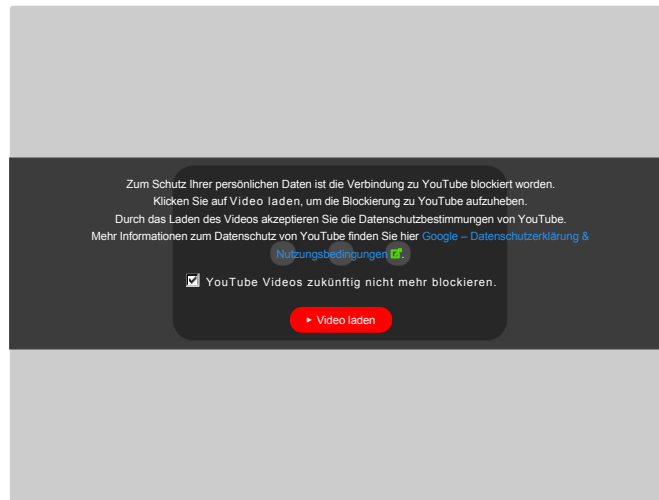 Zum Schutz Ihrer persönlichen Daten ist die Verbindung zu YouTube blockiert worden.
Klicken Sie auf Video laden, um die Blockierung zu YouTube aufzuheben.
Durch das Laden des Videos akzeptieren Sie die Datenschutzbestimmungen von YouTube.
Mehr Informationen zum Datenschutz von YouTube finden Sie hier Google – Datenschutzerklärung &
Nutzungsbedingungen.
YouTube Videos zukünftig nicht mehr blockieren.
Video laden